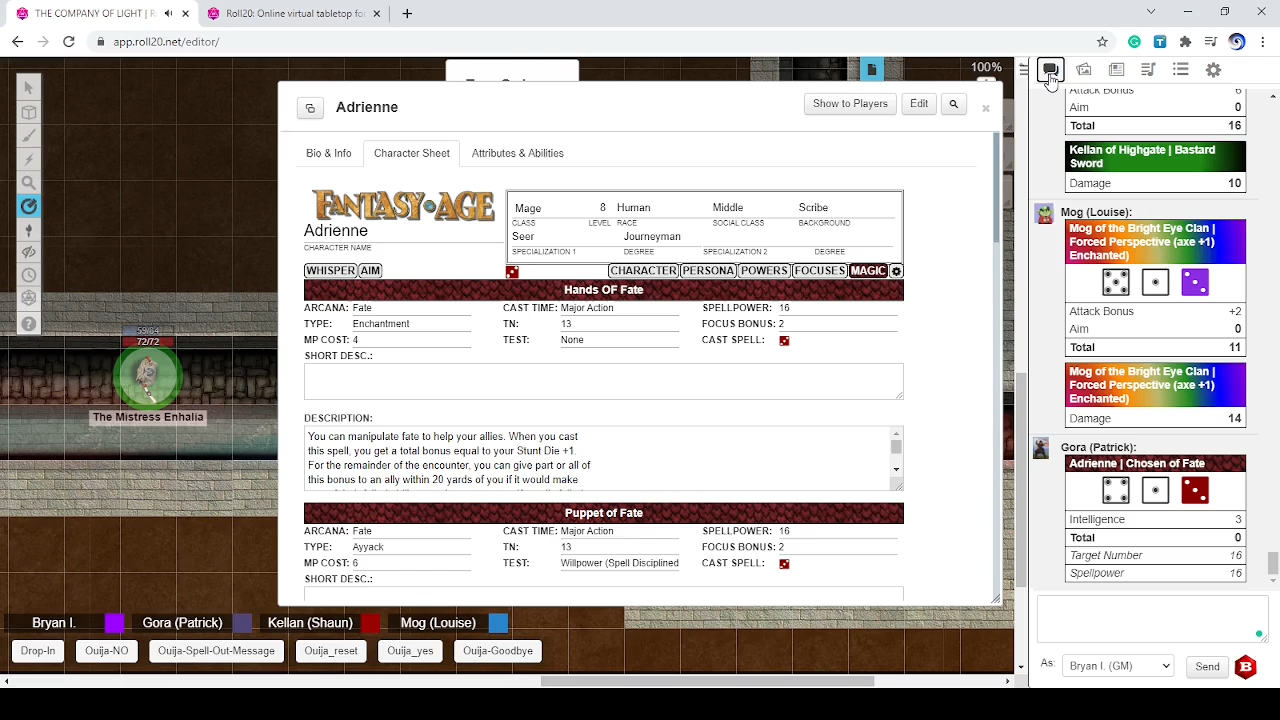 THE COMPANY OF LIGHT | R
Roll20: Online virtual tabletop for
app.roll20.net/editor/
100%
Adrienne
Show to Players
Edit
Bio & Info
Character Sheet
Attributes & Abilities
FANTASY AGE
Adrienne
CHARACTER NAME
Mage 8 Human Middle Scribe
CLASS LEVEL RACE SOCIAL CLASS BACKGROUND
Seer Journeyman
SPECIALIZATION 1 DEGREE SPECIALIZATION 2 DEGREE
WHISPER AIM
CHARACTER PERSONA POWERS FOCUSES MAGIC
Hands OF Fate
ARCANA: Fate CAST TIME: Major Action SPELLPOWER: 16
TYPE: Enchantment TN: 13 FOCUS BONUS: 2
MP COST: 4 TEST: None CAST SPELL:
SHORT DESC.:
DESCRIPTION:
You can manipulate fate to help your allies. When you cast
this spell, you get a total bonus equal to your Stunt Die +1.
For the remainder of the encounter, you can give part or all of
this bonus to an ally within 20 yards of you if it would make
Puppet of Fate
ARCANA: Fate CAST TIME: Major Action SPELLPOWER: 16
TYPE: Ayyack TN: 13 FOCUS BONUS: 2
MP COST: 6 TEST: Willpower (Spell Disciplined CAST SPELL:
SHORT DESC.:
59/64
72/72
The Mistress Enhalia
Bryan I.
Gora (Patrick)
Kellan (Shaun)
Mog (Louise)
Drop-In
Ouija-NO
Ouija-Spell-Out-Message
Ouija_reset
Ouija_yes
Ouija-Goodbye
Attack Bonus 6
Aim 0
Total 16
Kellan of Highgate | Bastard
Sword
Damage 10
Mog (Louise):
Mog of the Bright Eye Clan |
Forced Perspective (axe +1)
Enchanted)
Attack Bonus +2
Aim 0
Total 11
Mog of the Bright Eye Clan |
Forced Perspective (axe +1)
Enchanted)
Damage 14
Gora (Patrick):
Adrienne | Chosen of Fate
Intelligence 3
Total 0
Target Number 16
Spellpower 16
As:
Bryan I. (GM)
Send
B